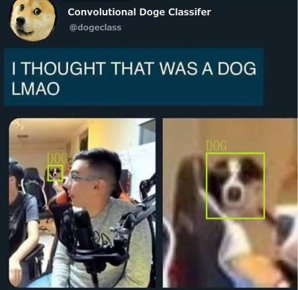 Convolutional Doge Classifer
@dogeclass
I THOUGHT THAT WAS A DOG
LMAO
DOG
DOG